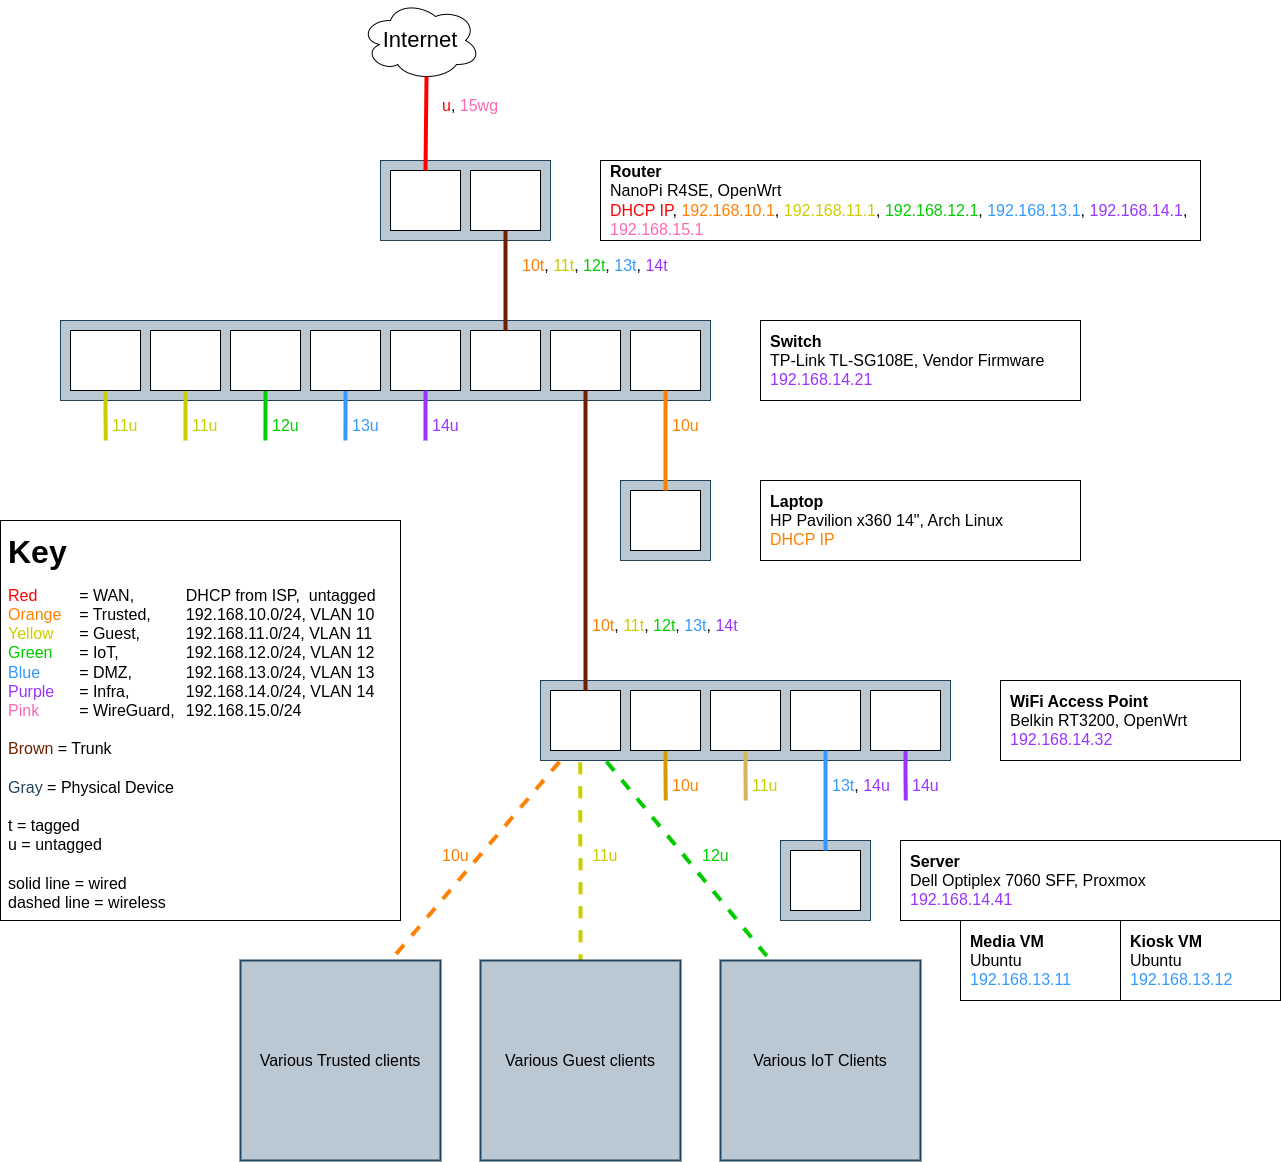 Internet
u, 15wg
Router
NanoPi R4SE, OpenWrt
DHCP IP, 192.168.10.1, 192.168.11.1, 192.168.12.1, 192.168.13.1, 192.168.14.1,
192.168.15.1
10t, 11t, 12t, 13t, 14t
Switch
TP-Link TL-SG108E, Vendor Firmware
192.168.14.21
11u
11u
12u
13u
14u
10u
Laptop
HP Pavilion x360 14", Arch Linux
DHCP IP
Key
Red = WAN, DHCP from ISP, untagged
Orange = Trusted, 192.168.10.0/24, VLAN 10
Yellow = Guest, 192.168.11.0/24, VLAN 11
Green = IoT, 192.168.12.0/24, VLAN 12
Blue = DMZ, 192.168.13.0/24, VLAN 13
Purple = Infra, 192.168.14.0/24, VLAN 14
Pink = WireGuard, 192.168.15.0/24
Brown = Trunk
Gray = Physical Device
t = tagged
u = untagged
solid line = wired
dashed line = wireless
10t, 11t, 12t, 13t, 14t
WiFi Access Point
Belkin RT3200, OpenWrt
192.168.14.32
10u
11u
13t, 14u
14u
10u
11u
12u
Server
Dell Optiplex 7060 SFF, Proxmox
192.168.14.41
Media VM
Ubuntu
192.168.13.11
Kiosk VM
Ubuntu
192.168.13.12
Various Trusted clients
Various Guest clients
Various IoT Clients